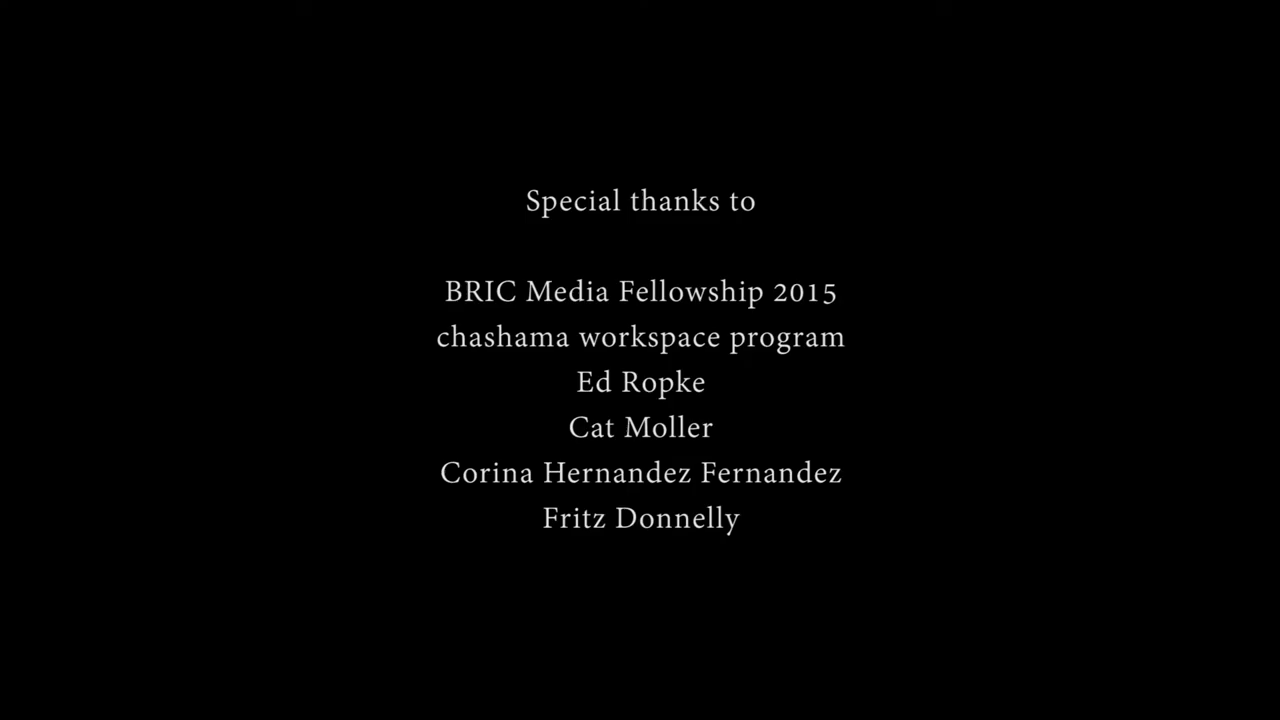 Special thanks to
BRIC Media Fellowship 2015
chashama workspace program
Ed Ropke
Cat Moller
Corina Hernandez Fernandez
Fritz Donnelly